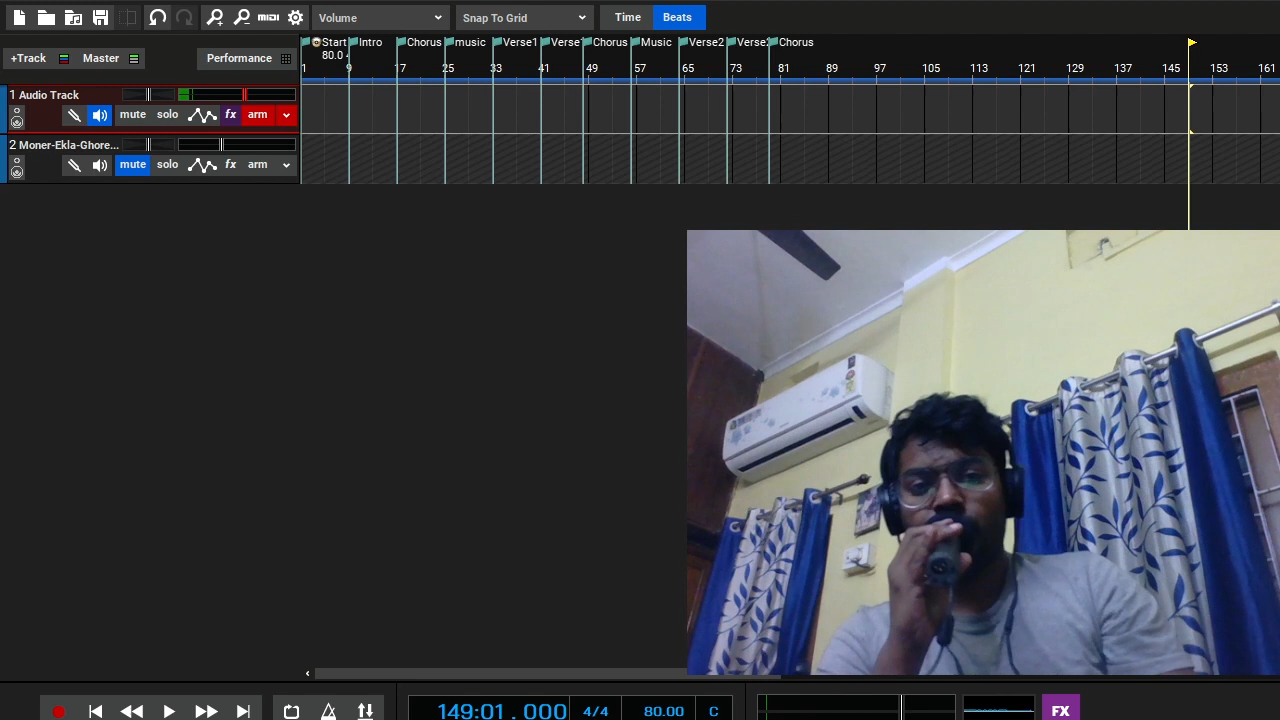 Volume Snap To Grid Time Beats
Start Intro Chorus music Verse1 Verse1 Chorus Music Verse2 Verse2 Chorus
+Track Master Performance 80.0
1 9 17 25 33 41 49 57 65 73 81 89 97 105 113 121 129 137 145 153 161
1 Audio Track
mute solo fx arm
2 Moner-Ekla-Ghore...
mute solo fx arm
149:01.000 4/4 80.00 C FX